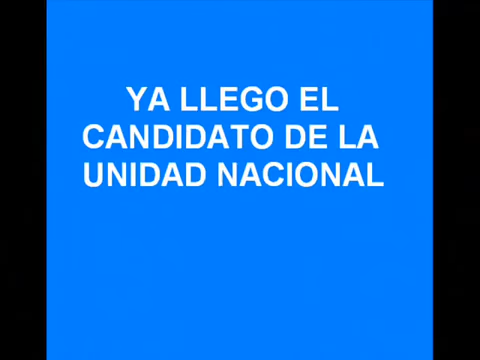 YA LLEGO EL
CANDIDATO DE LA
UNIDAD NACIONAL